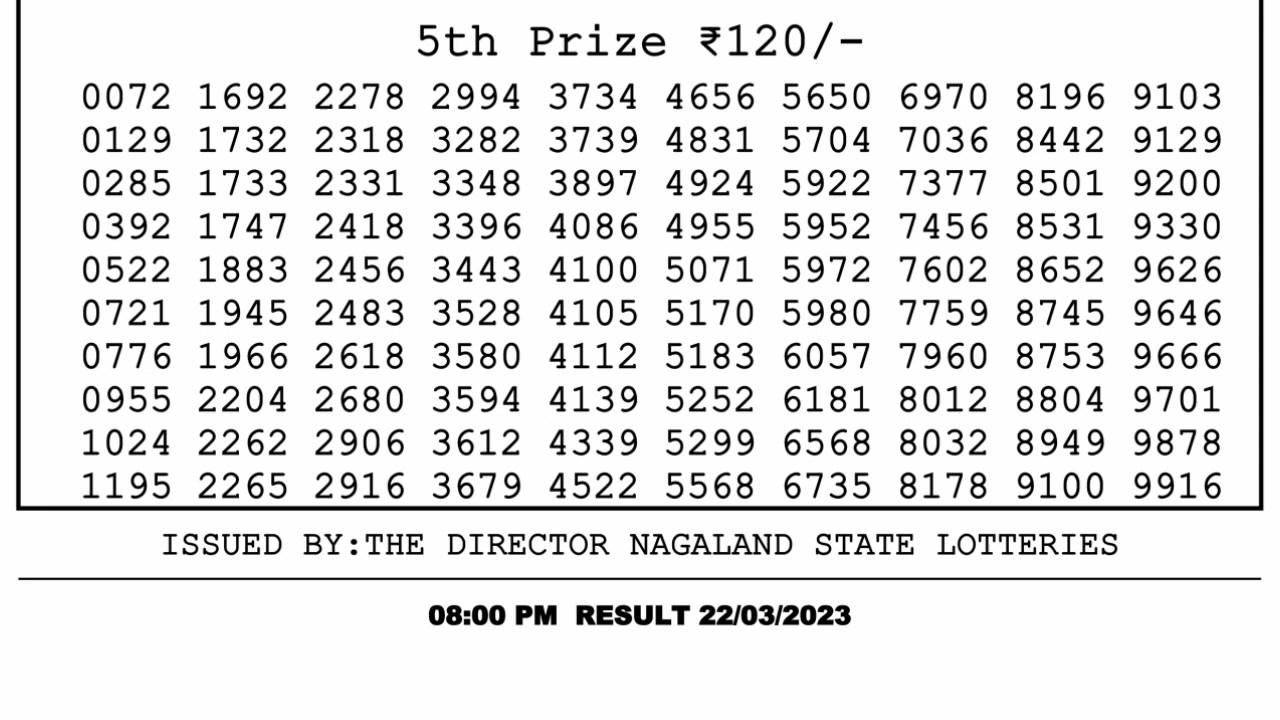 5th Prize ₹120/-
0072 1692 2278 2994 3734 4656 5650 6970 8196 9103
0129 1732 2318 3282 3739 4831 5704 7036 8442 9129
0285 1733 2331 3348 3897 4924 5922 7377 8501 9200
0392 1747 2418 3396 4086 4955 5952 7456 8531 9330
0522 1883 2456 3443 4100 5071 5972 7602 8652 9626
0721 1945 2483 3528 4105 5170 5980 7759 8745 9646
0776 1966 2618 3580 4112 5183 6057 7960 8753 9666
0955 2204 2680 3594 4139 5252 6181 8012 8804 9701
1024 2262 2906 3612 4339 5299 6568 8032 8949 9878
1195 2265 2916 3679 4522 5568 6735 8178 9100 9916
ISSUED BY:THE DIRECTOR NAGALAND STATE LOTTERIES
08:00 PM RESULT 22/03/2023